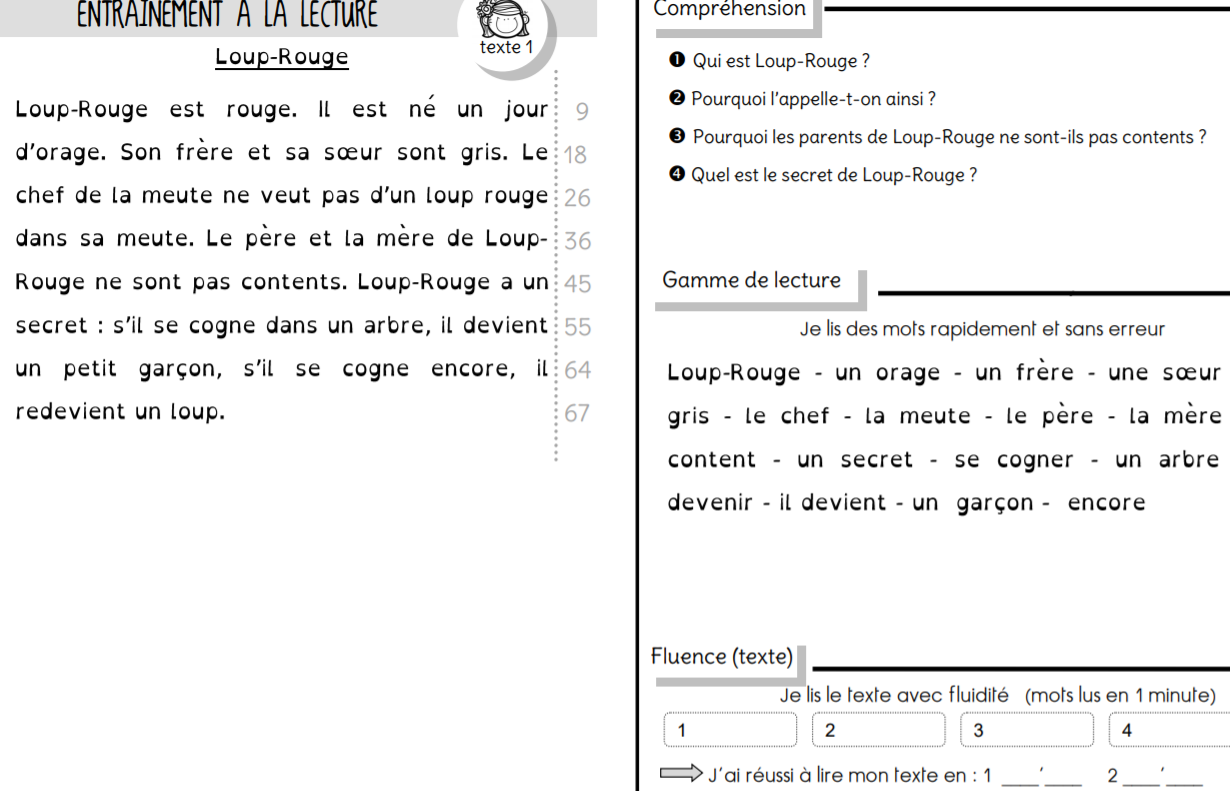 ENTRAÎNEMENT À LA LECTURE
texte 1
Loup-Rouge
Loup-Rouge est rouge. Il est né un jour 9
d'orage. Son frère et sa sœur sont gris. Le 18
chef de la meute ne veut pas d'un loup rouge 26
dans sa meute. Le père et la mère de Loup- 36
Rouge ne sont pas contents. Loup-Rouge a un 45
secret : s'il se cogne dans un arbre, il devient 55
un petit garçon, s'il se cogne encore, il 64
redevient un loup. 67
Compréhension
❶ Qui est Loup-Rouge ?
❷ Pourquoi l'appelle-t-on ainsi ?
❸ Pourquoi les parents de Loup-Rouge ne sont-ils pas contents ?
❹ Quel est le secret de Loup-Rouge ?
Gamme de lecture
Je lis des mots rapidement et sans erreur
Loup-Rouge - un orage - un frère - une sœur
gris - le chef - la meute - le père - la mère
content - un secret - se cogner - un arbre
devenir - il devient - un garçon - encore
Fluence (texte)
Je lis le texte avec fluidité (mots lus en 1 minute)
1 2 3 4
J'ai réussi à lire mon texte en : 1 ____'____ 2 ____'____